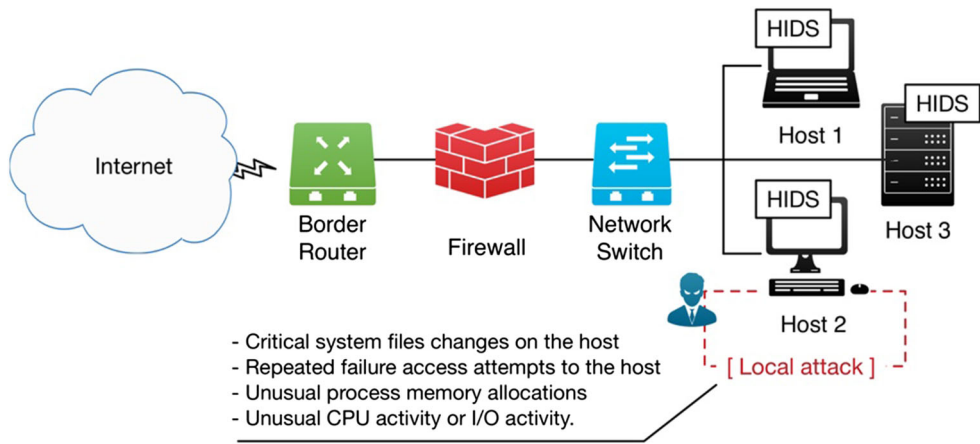 HIDS
HIDS
Internet
Host 1
HIDS
Border
Router
Firewall
Network
Switch
Host 3
Host 2
- Critical system files changes on the host
- Repeated failure access attempts to the host
- Unusual process memory allocations
- Unusual CPU activity or I/O activity.
[ Local attack ]